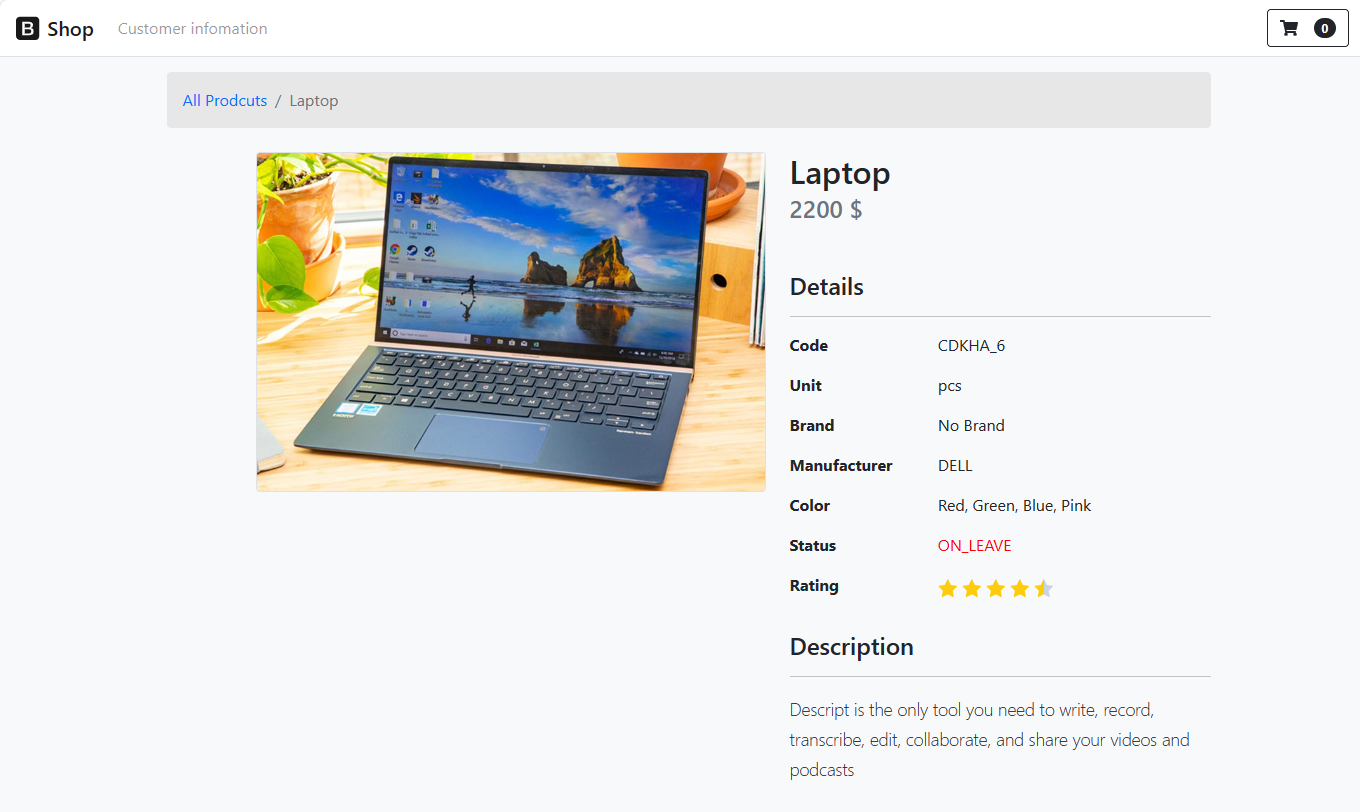 B Shop Customer infomation 0
All Prodcuts / Laptop
Laptop
2200 $
Details
Code CDKHA_6
Unit pcs
Brand No Brand
Manufacturer DELL
Color Red, Green, Blue, Pink
Status ON_LEAVE
Rating
Description
Descript is the only tool you need to write, record,
transcribe, edit, collaborate, and share your videos and
podcasts